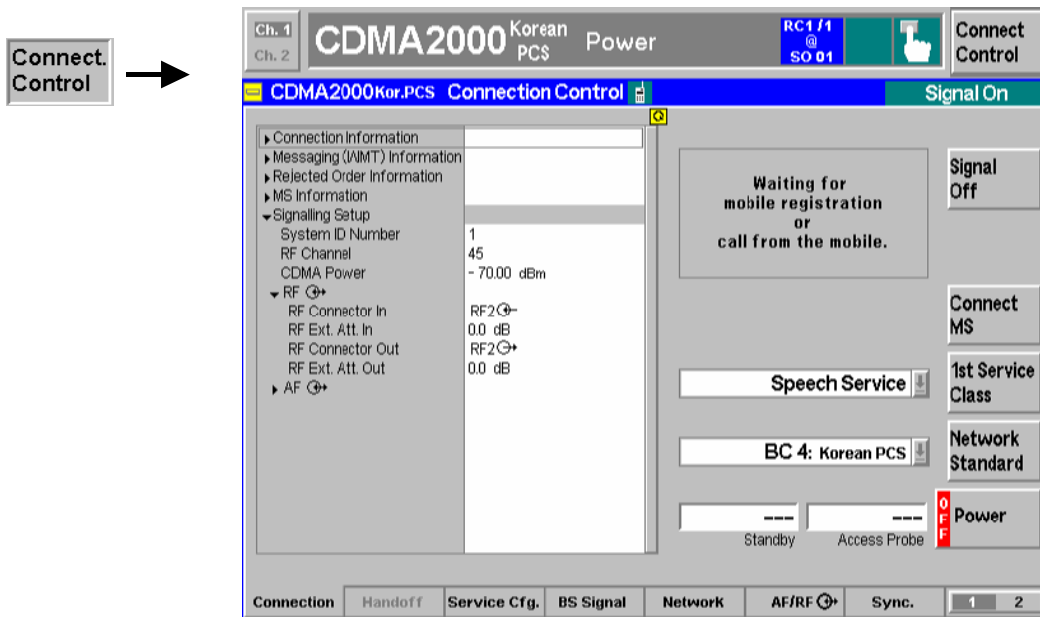 Connect.
Control
Ch. 1
Ch. 2
CDMA2000 Korean PCS Power
RC1 /1
@
SO 01
Connect
Control
CDMA2000 Kor.PCS Connection Control
Signal On
Connection Information
Messaging (WMT) Information
Rejected Order Information
MS Information
Signalling Setup
System ID Number 1
RF Channel 45
CDMA Power - 70.00 dBm
RF
RF Connector In RF2
RF Ext. Att. In 0.0 dB
RF Connector Out RF2
RF Ext. Att. Out 0.0 dB
AF
Waiting for
mobile registration
or
call from the mobile.
Signal
Off
Connect
MS
Speech Service
1st Service
Class
BC 4: Korean PCS
Network
Standard
--- ---
Standby Access Probe
OFF
Power
Connection Handoff Service Cfg. BS Signal Network AF/RF Sync. 1 2